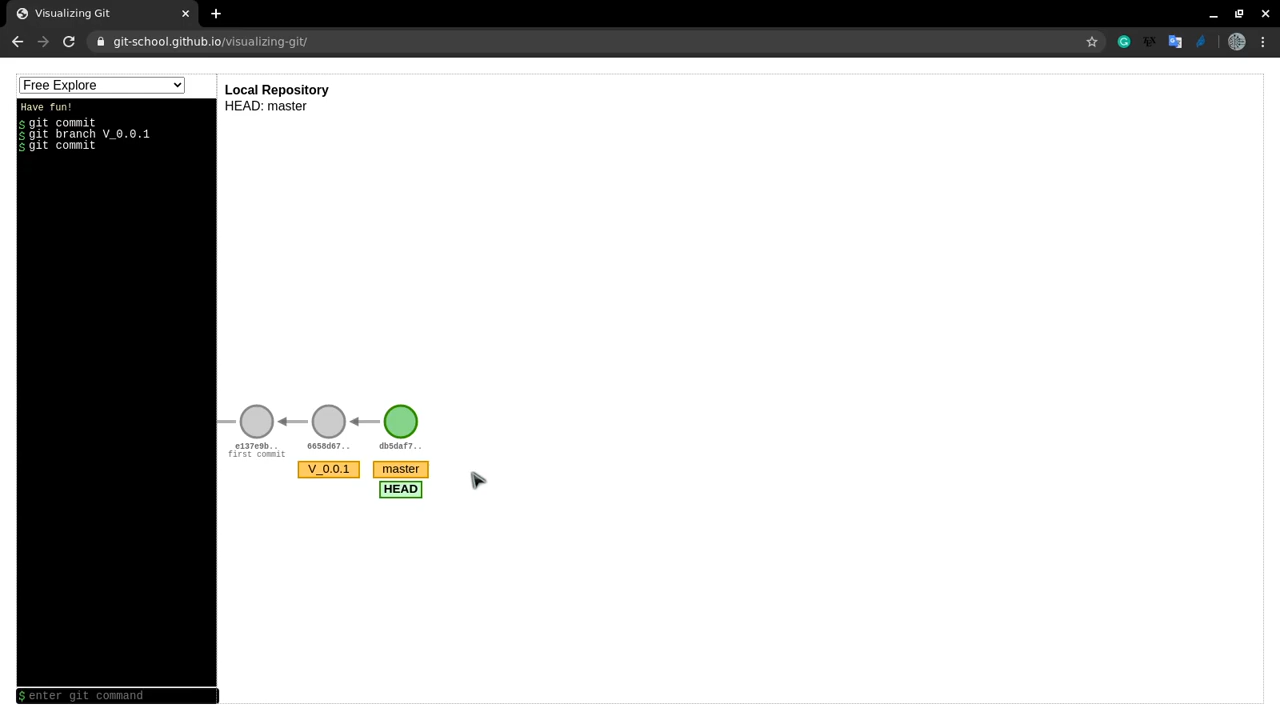 Visualizing Git
git-school.github.io/visualizing-git/
Free Explore
Local Repository
HEAD: master
Have fun!
$ git commit
$ git branch V_0.0.1
$ git commit
e137e9b..
first commit
6658d67..
db5daf7..
V_0.0.1
master
HEAD
$ enter git command